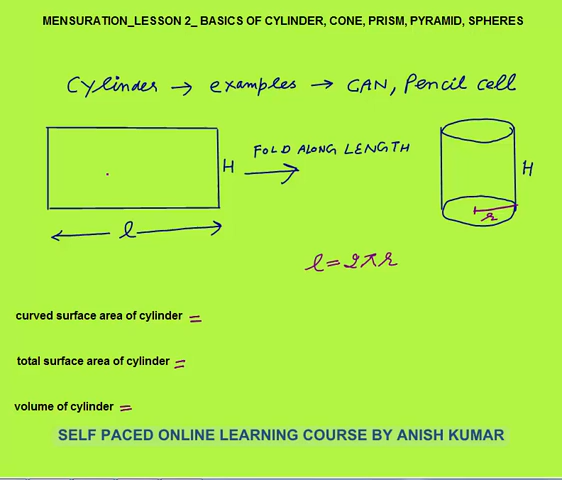 MENSURATION_LESSON 2_ BASICS OF CYLINDER, CONE, PRISM, PYRAMID, SPHERES
Cylinder → examples → CAN, Pencil cell
H
FOLD ALONG LENGTH
H
r
l
l = 2πr
curved surface area of cylinder =
total surface area of cylinder =
volume of cylinder =
SELF PACED ONLINE LEARNING COURSE BY ANISH KUMAR